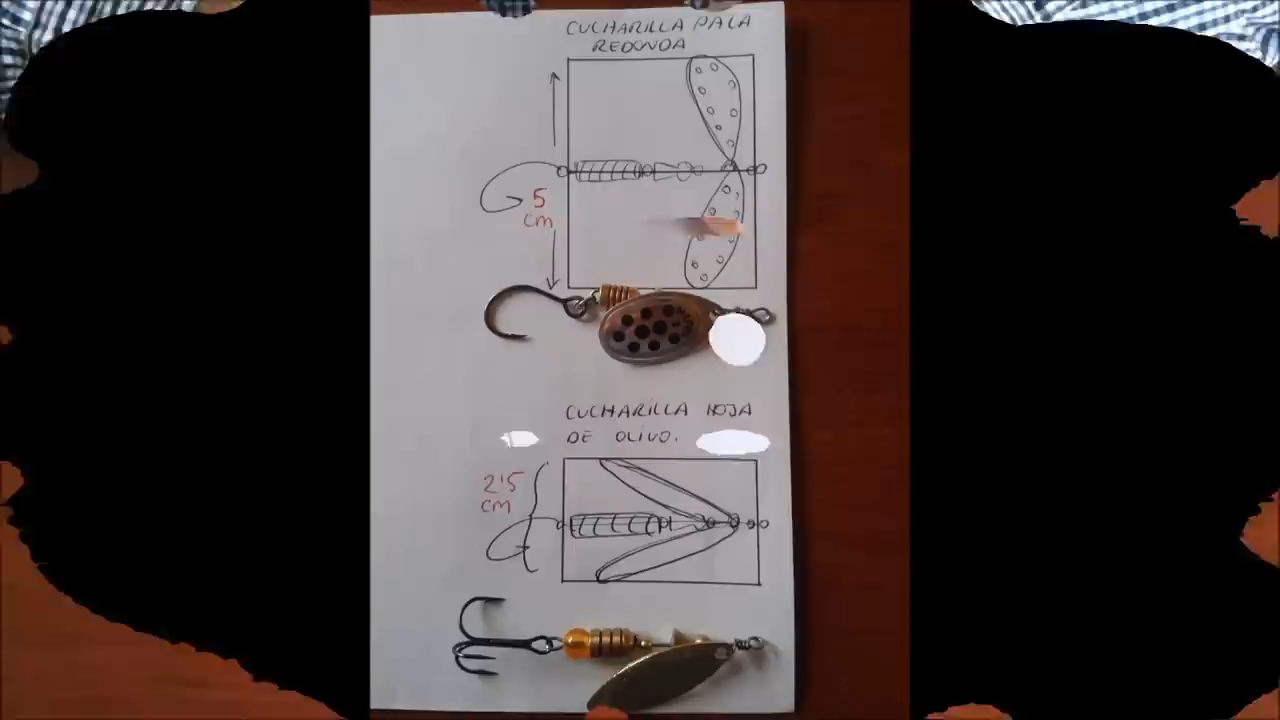 CUCHARILLA PALA
REDONDA
5
cm
CUCHARILLA HOJA
DE OLIVO.
2'5
cm